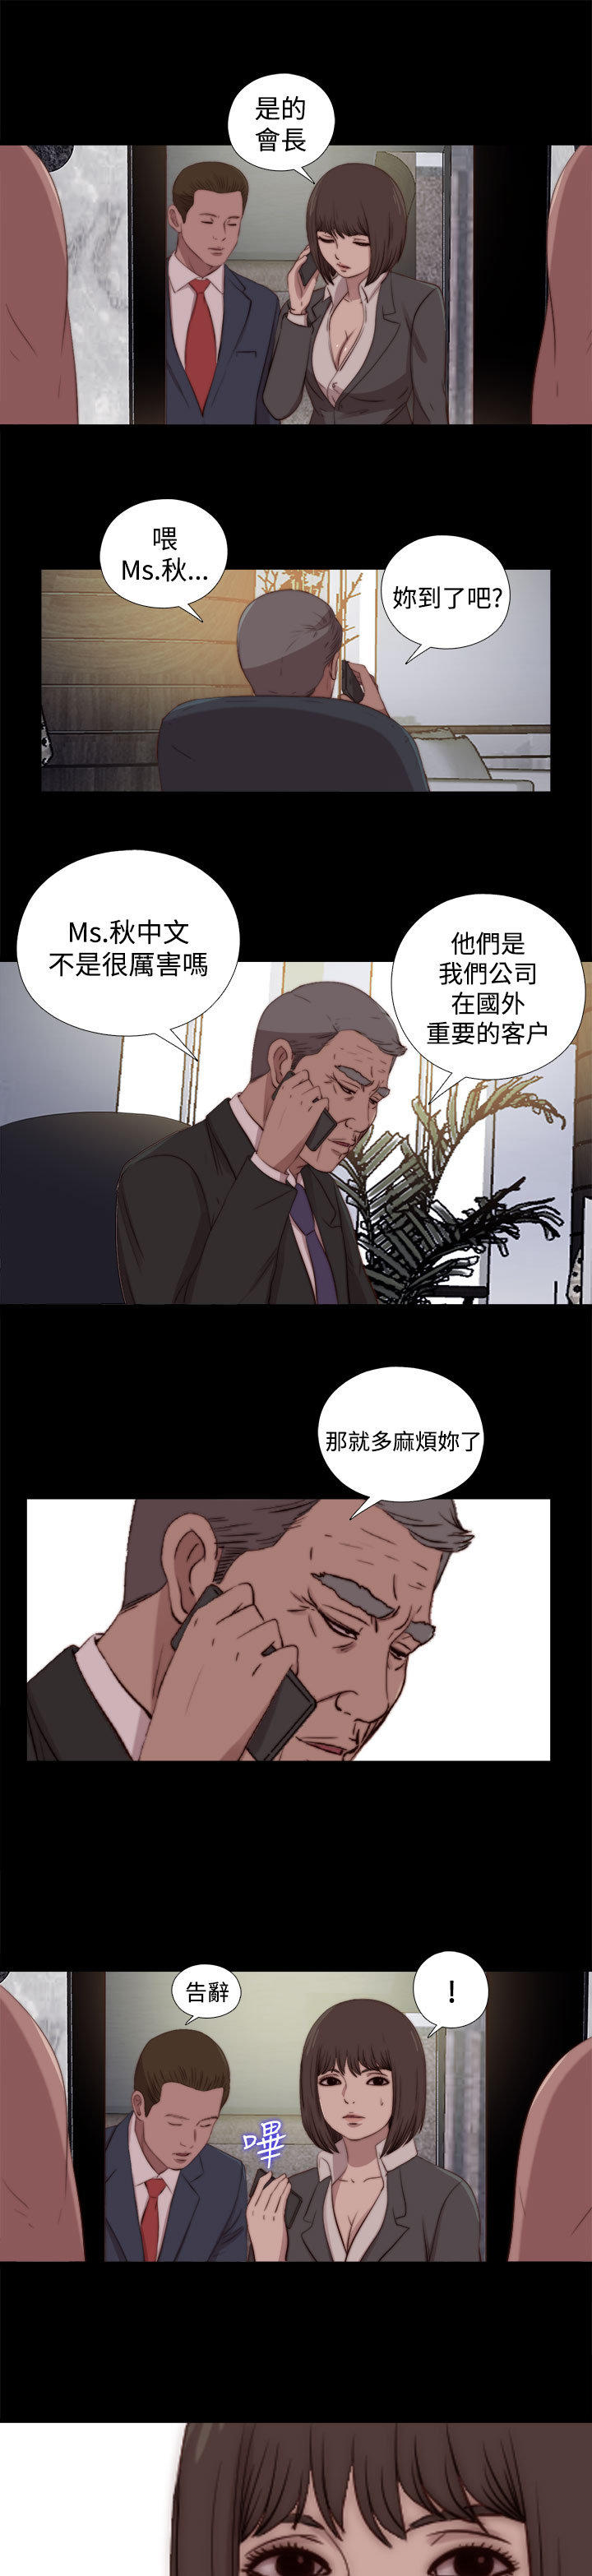 是的
會長
喂
Ms.秋...
妳到了吧?
Ms.秋中文
不是很厲害嗎
他們是
我們公司
在國外
重要的客户
那就多麻煩妳了
告辭
!
嗶